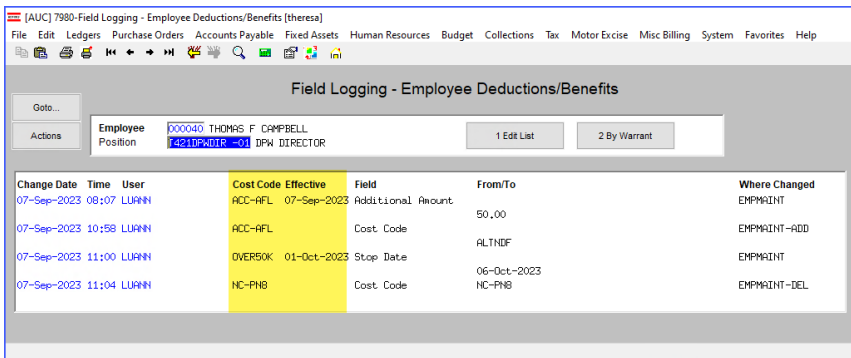 [AUC] 7980-Field Logging - Employee Deductions/Benefits [theresa]
File Edit Ledgers Purchase Orders Accounts Payable Fixed Assets Human Resources Budget Collections Tax Motor Excise Misc Billing System Favorites Help
Field Logging - Employee Deductions/Benefits
Goto...
Actions
Employee 000040 THOMAS F CAMPBELL
Position T421DPWDIR -01 DPW DIRECTOR
1 Edit List 2 By Warrant
Change Date Time User Cost Code Effective Field From/To Where Changed
07-Sep-2023 08:07 LUANN ACC-AFL 07-Sep-2023 Additional Amount EMPMAINT
50.00
07-Sep-2023 10:58 LUANN ACC-AFL Cost Code EMPMAINT-ADD
ALTNDF
07-Sep-2023 11:00 LUANN OVER50K 01-Oct-2023 Stop Date EMPMAINT
06-Oct-2023
07-Sep-2023 11:04 LUANN NC-PN8 Cost Code NC-PN8 EMPMAINT-DEL